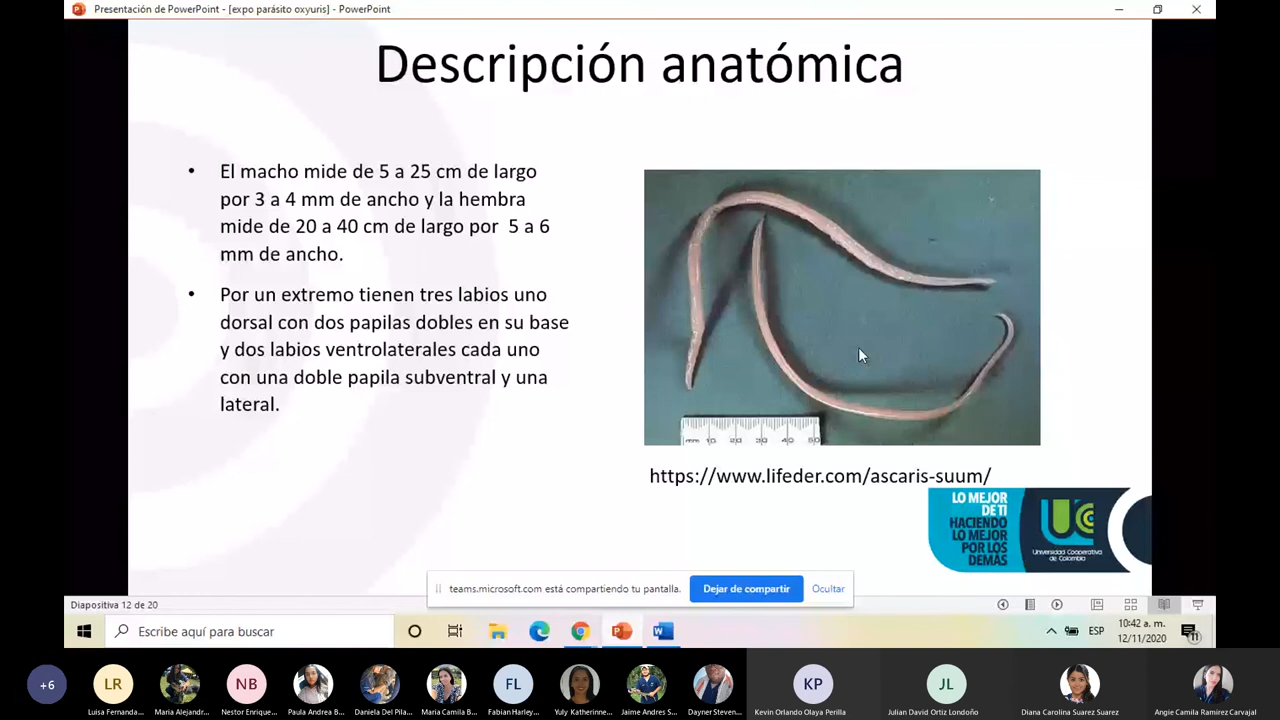 Presentación de PowerPoint - [expo parásito oxyuris] - PowerPoint
Descripción anatómica
• El macho mide de 5 a 25 cm de largo
por 3 a 4 mm de ancho y la hembra
mide de 20 a 40 cm de largo por 5 a 6
mm de ancho.
• Por un extremo tienen tres labios uno
dorsal con dos papilas dobles en su base
y dos labios ventrolaterales cada uno
con una doble papila subventral y una
lateral.
mm 10 20 30 40 50
https://www.lifeder.com/ascaris-suum/
LO MEJOR
DE TI
HACIENDO
LO MEJOR
POR LOS
DEMÁS
UCC
Universidad Cooperativa
de Colombia
teams.microsoft.com está compartiendo tu pantalla.
Dejar de compartir
Ocultar
Diapositiva 12 de 20
Escribe aquí para buscar
ESP
10:42 a. m.
12/11/2020
11
+6
LR
NB
FL
KP
JL
Luisa Fernanda...
Maria Alejandr...
Nestor Enrique...
Paula Andrea B...
Daniela Del Pila...
Maria Camila B...
Fabian Harley...
Yuly Katherinne...
Jaime Andres S...
Dayner Steven...
Kevin Orlando Olaya Perilla
Julian David Ortiz Londoño
Diana Carolina Suarez Suarez
Angie Camila Ramirez Carvajal